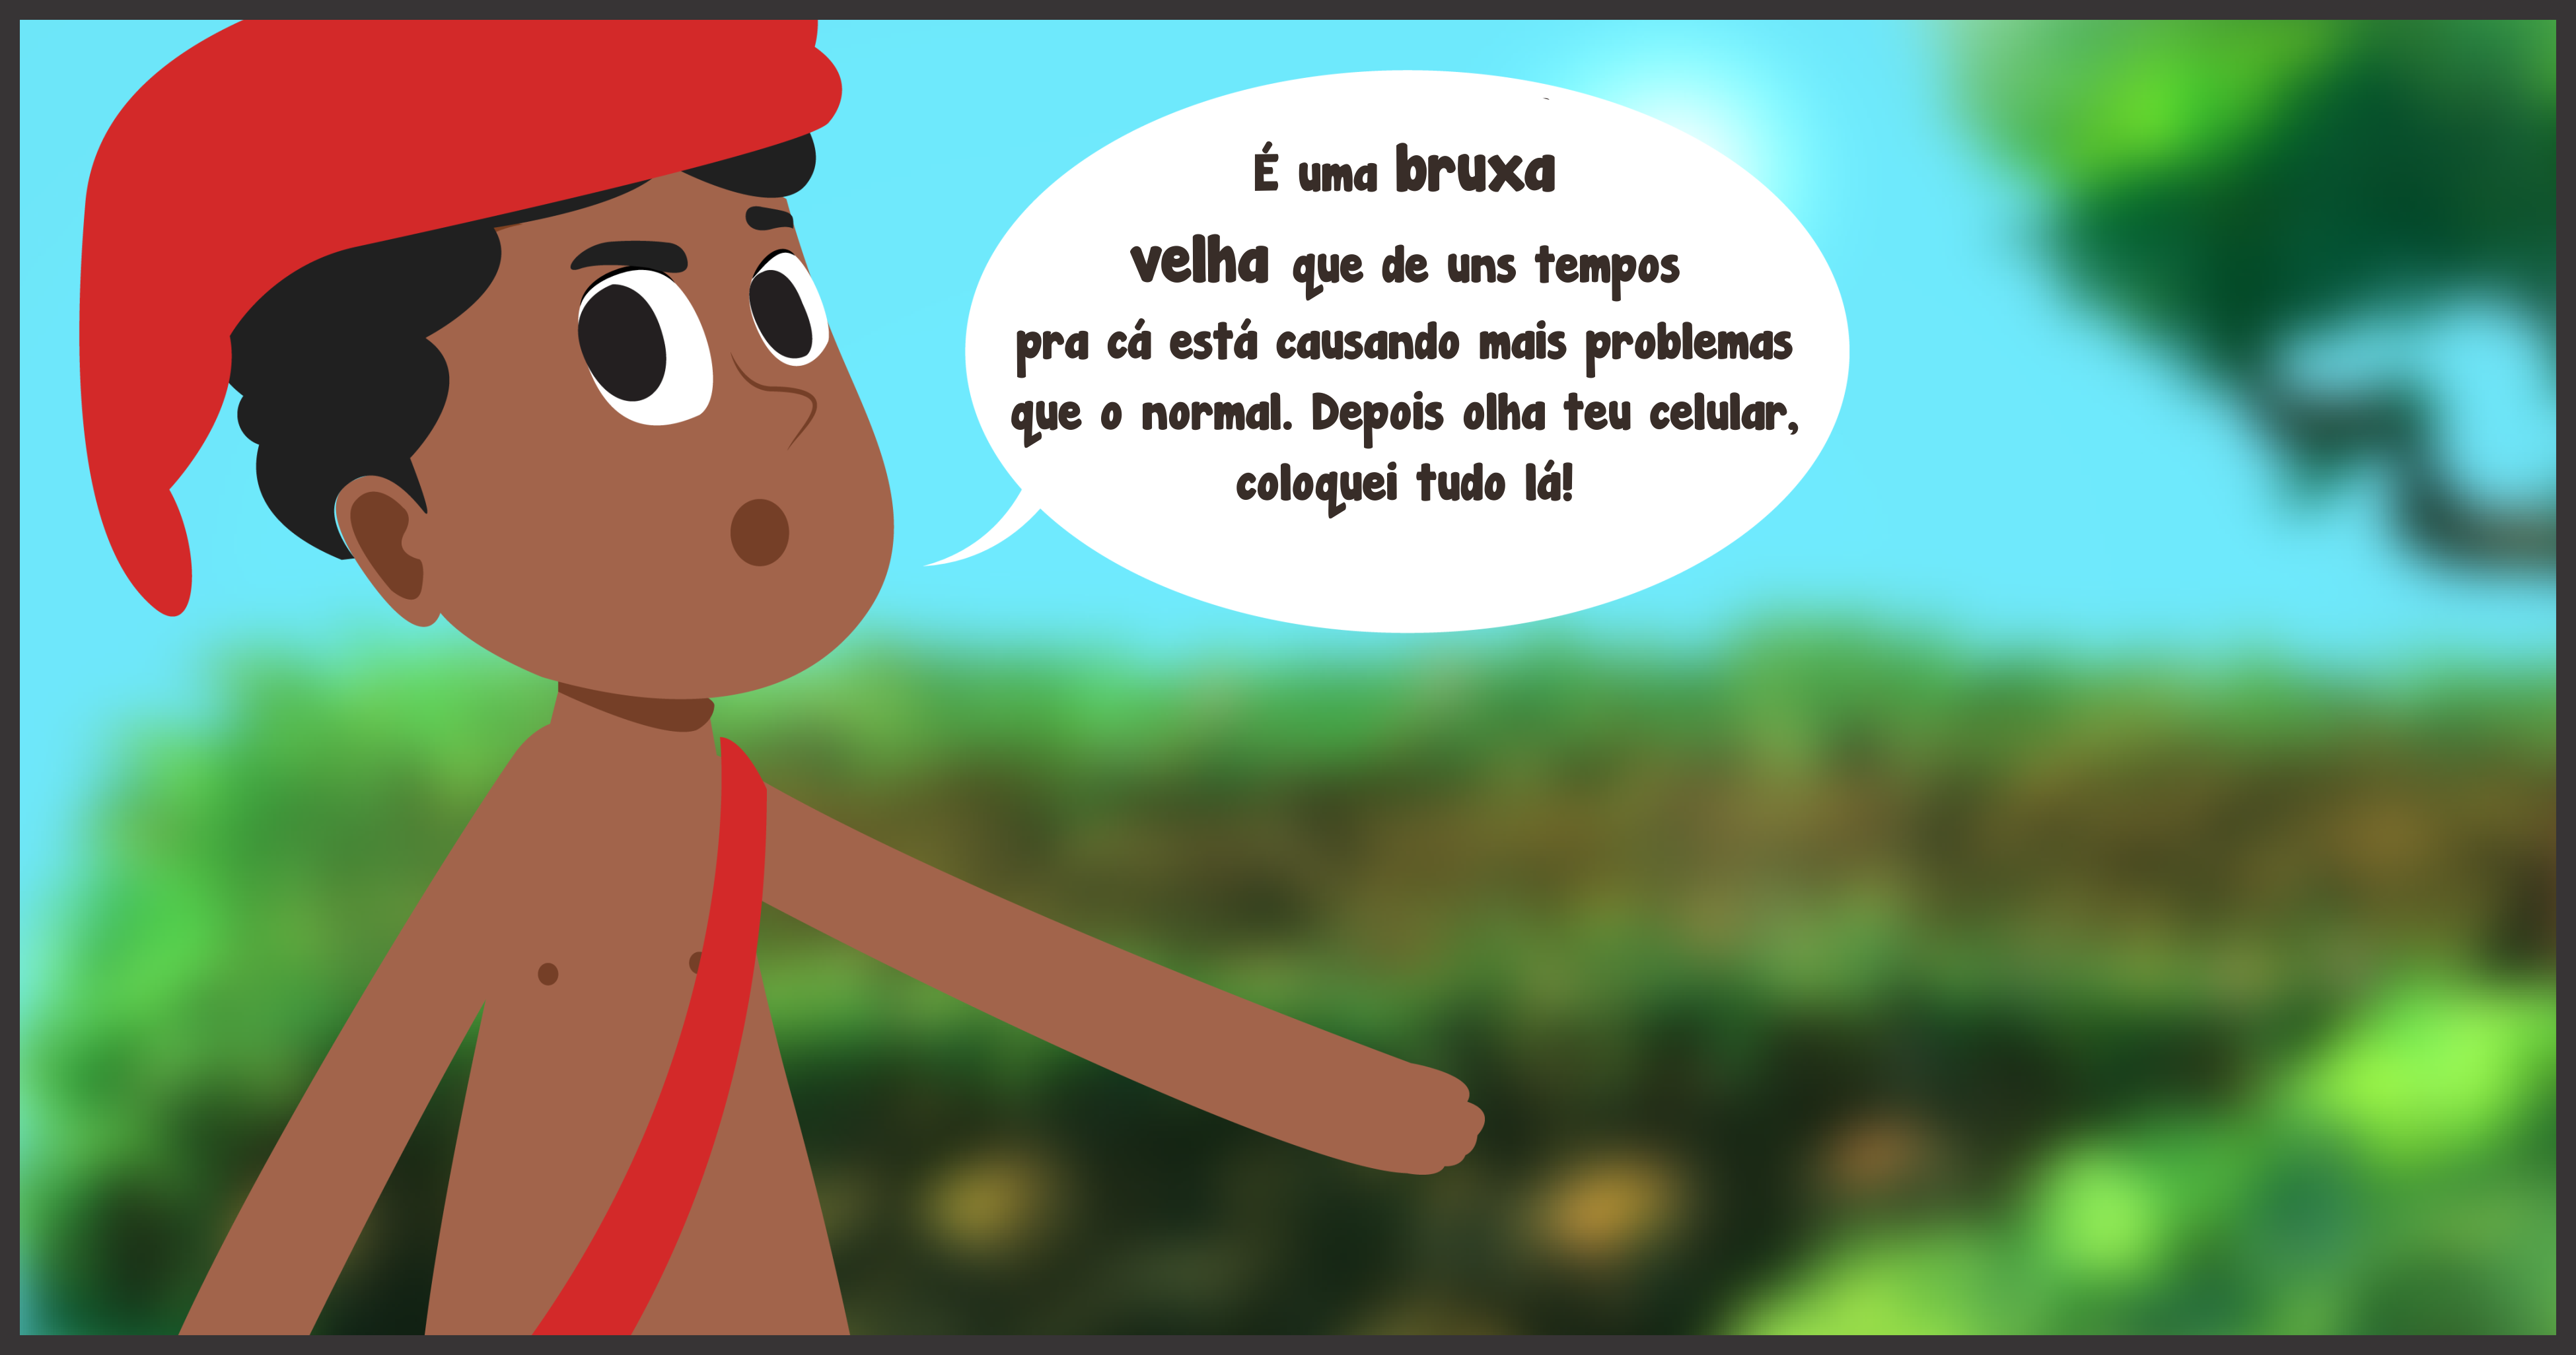 É uma bruxa
velha que de uns tempos
pra cá está causando mais problemas
que o normal. Depois olha teu celular,
coloquei tudo lá!